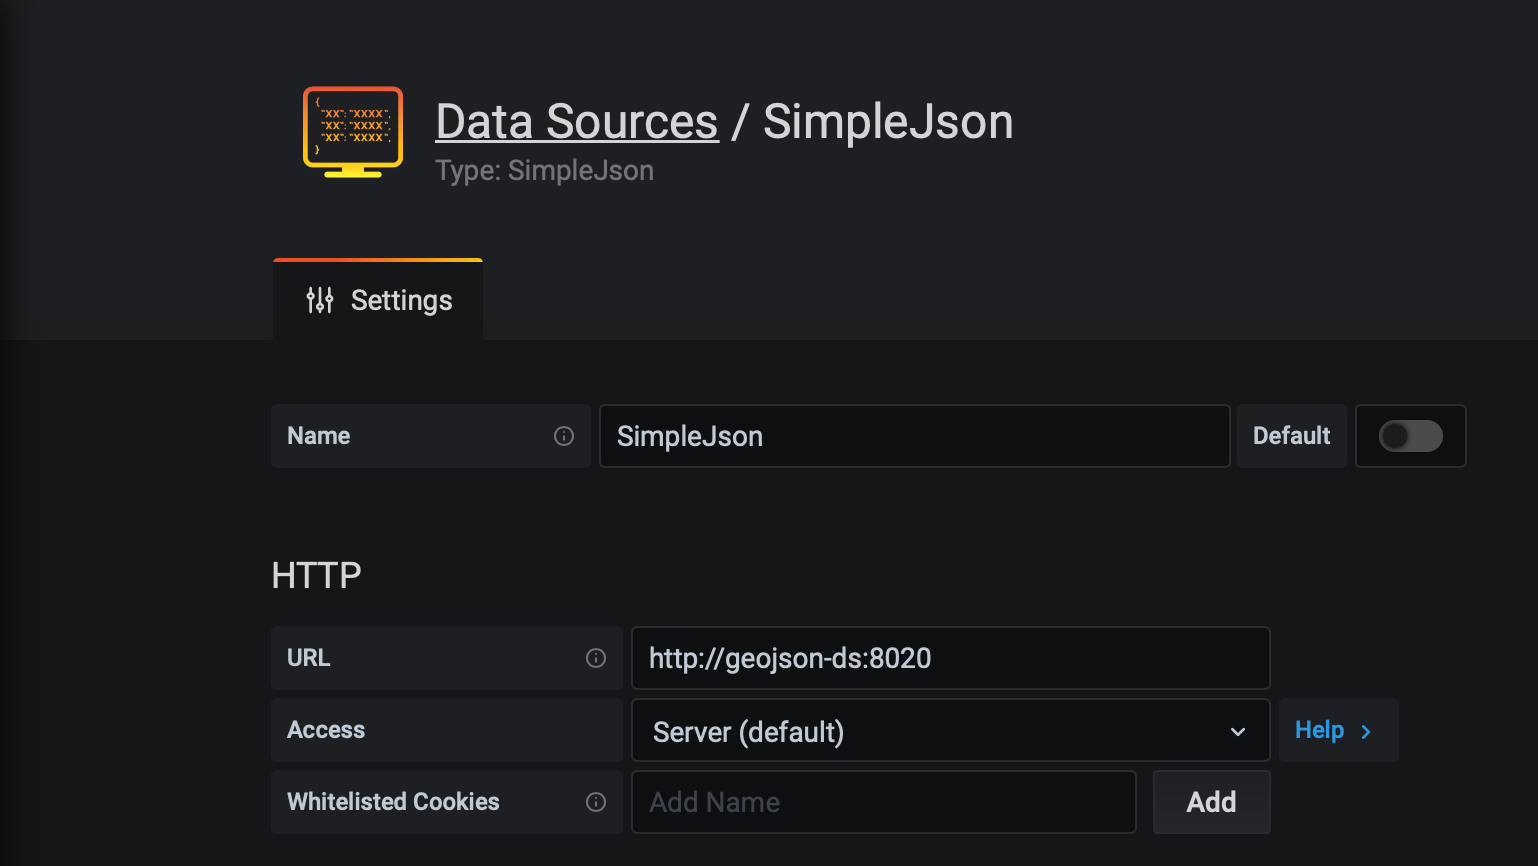 {
"XX": "XXXX",
"XX": "XXXX",
"XX": "XXXX",
}
Data Sources / SimpleJson
Type: SimpleJson
Settings
Name SimpleJson Default
HTTP
URL http://geojson-ds:8020
Access Server (default) Help
Whitelisted Cookies Add Name Add